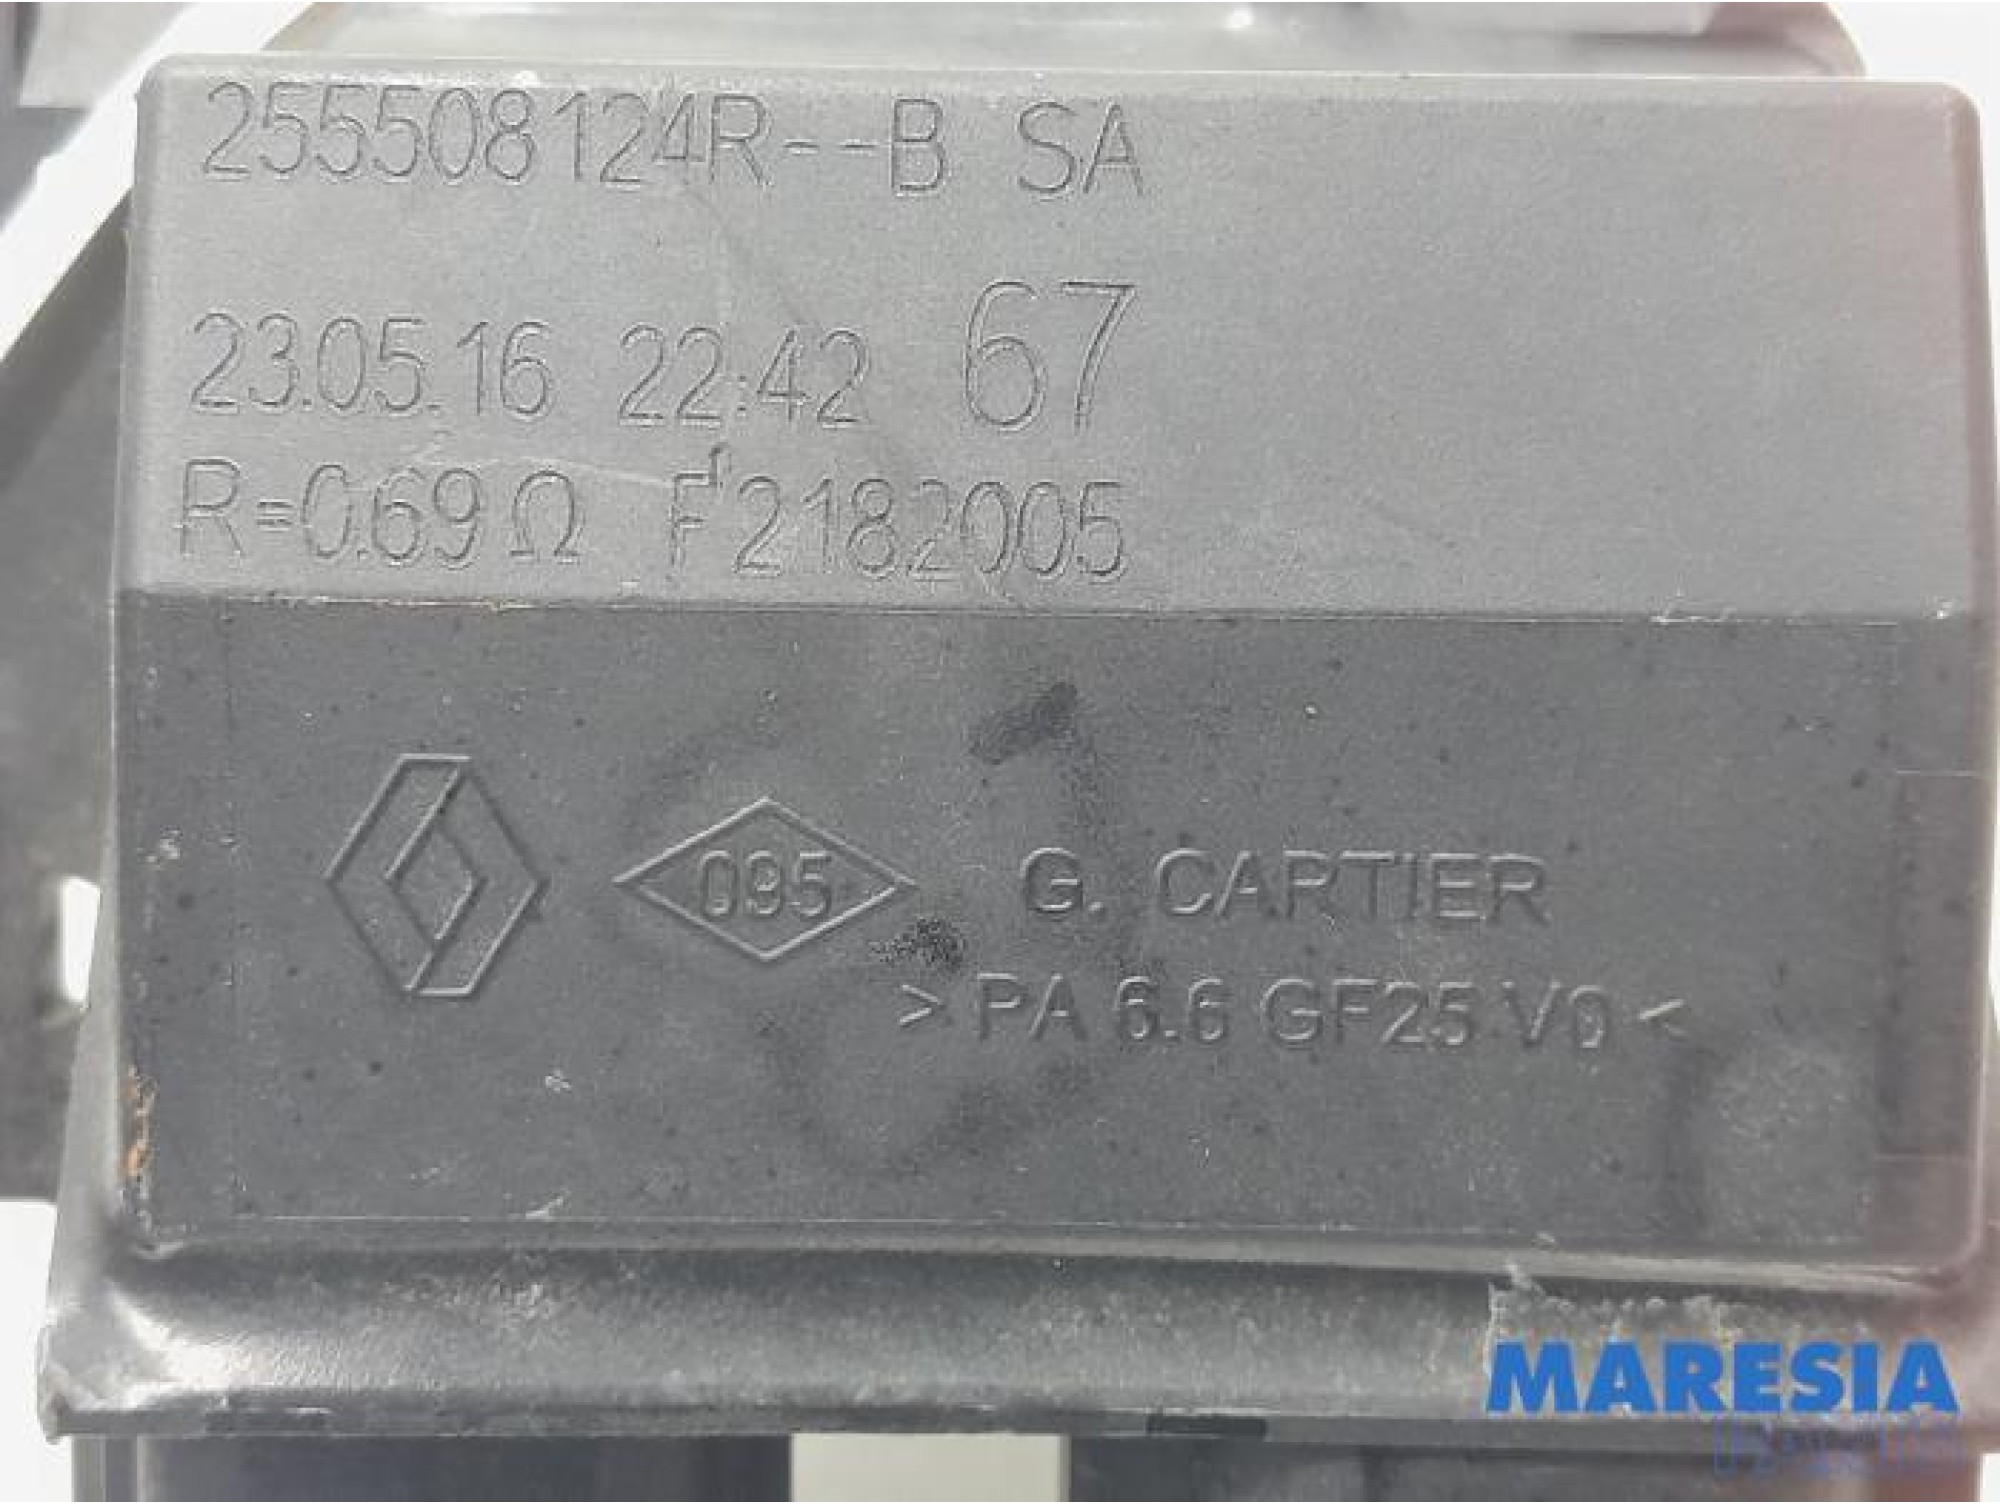 255508124R--B SA
23.05.16 22:42 67
R=0.69Ω F'2182005
095 G. CARTIER
>PA 6.6 GF25 V0<
MARESIA
PARTS